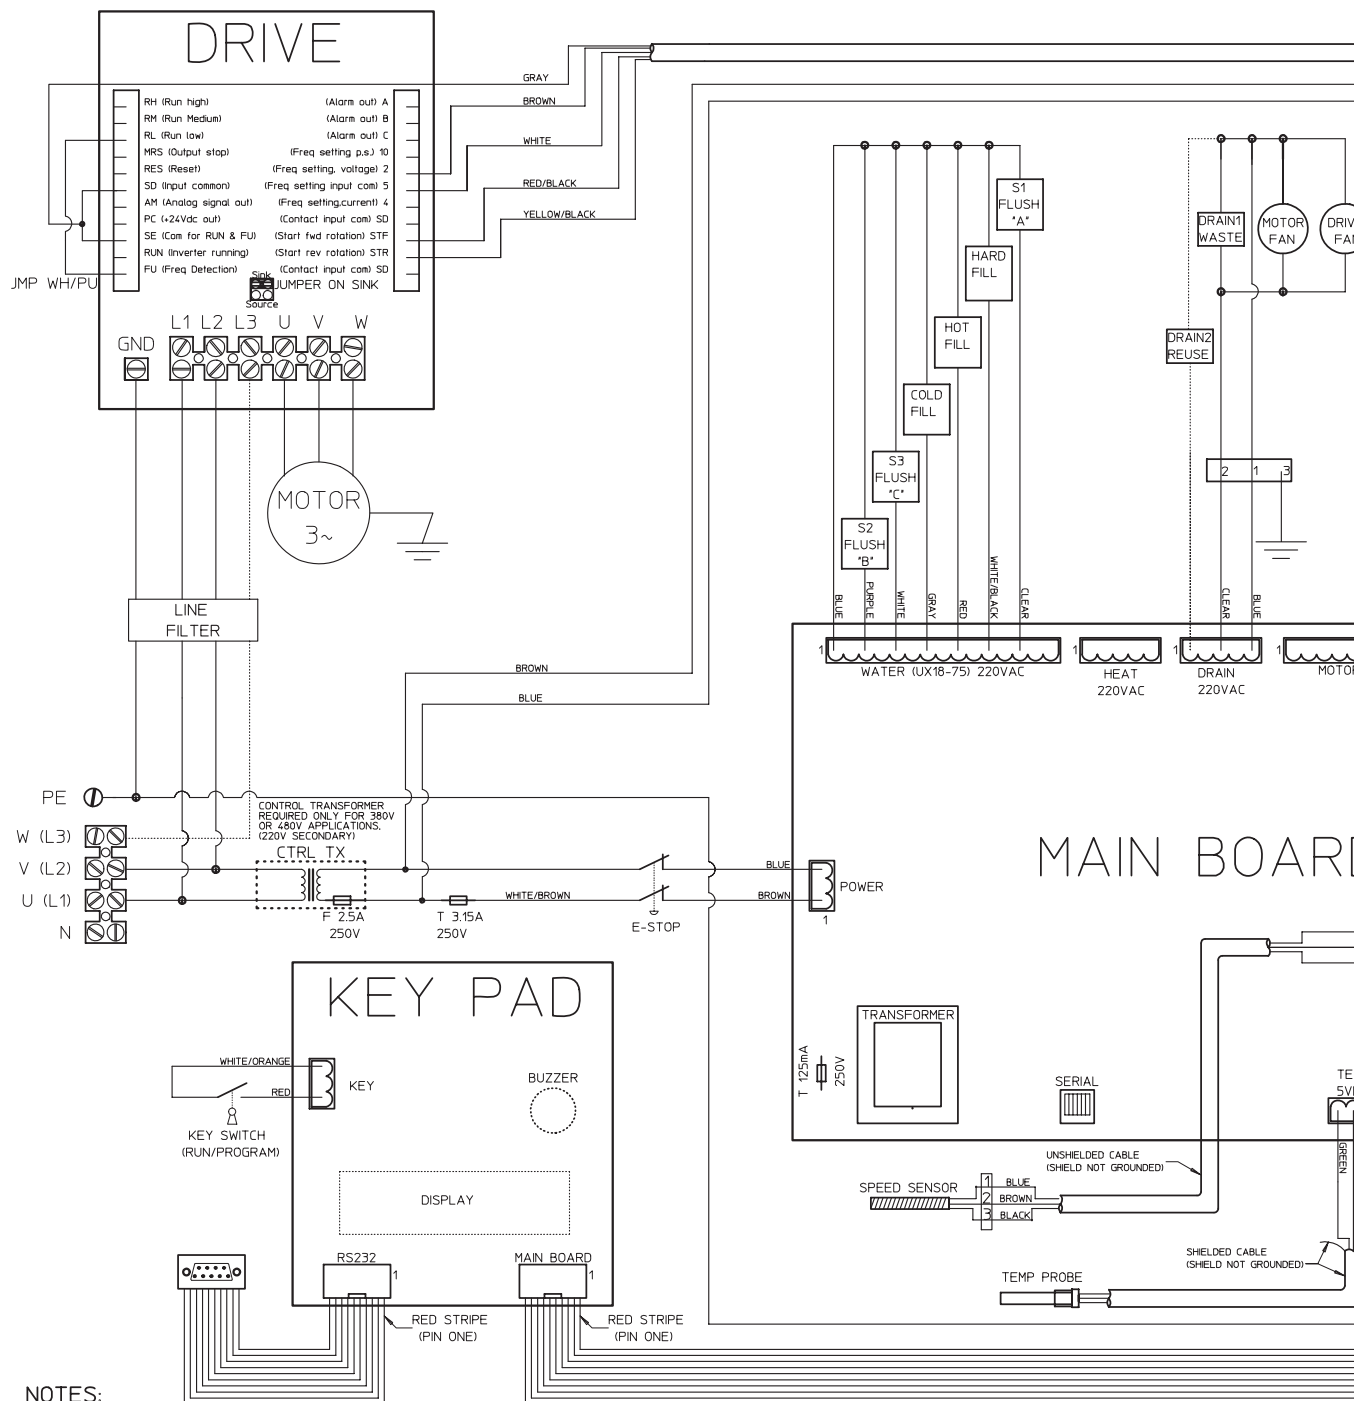 DRIVE
RH (Run high)
RM (Run Medium)
RL (Run low)
MRS (Output stop)
RES (Reset)
SD (Input common)
AM (Analog signal out)
PC (+24Vdc out)
SE (Com for RUN & FU)
RUN (Inverter running)
FU (Freq Detection)
(Alarm out) A
(Alarm out) B
(Alarm out) C
(Freq setting p.s.) 10
(Freq setting, voltage) 2
(Freq setting input com) 5
(Freq setting,current) 4
(Contact input com) SD
(Start fwd rotation) STF
(Start rev rotation) STR
(Contact input com) SD
JMP WH/PU
Sink
JUMPER ON SINK
Source
GRAY
BROWN
WHITE
RED/BLACK
YELLOW/BLACK
L1 L2 L3 U V W
GND
MOTOR
3~
LINE
FILTER
S1
FLUSH
"A"
HARD
FILL
HOT
FILL
COLD
FILL
S3
FLUSH
"C"
S2
FLUSH
"B"
BLUE
PURPLE
WHITE
GRAY
RED
WHITE/BLACK
CLEAR
DRAIN1
WASTE
MOTOR
FAN
DRIV
FAN
DRAIN2
REUSE
2 1 3
CLEAR
BLUE
1
WATER (UX18-75) 220VAC
1
HEAT
220VAC
1
DRAIN
220VAC
1
MOTOR
BROWN
BLUE
PE
W (L3)
V (L2)
U (L1)
N
CONTROL TRANSFORMER
REQUIRED ONLY FOR 380V
OR 480V APPLICATIONS.
(220V SECONDARY)
CTRL TX
F 2.5A
250V
T 3.15A
250V
WHITE/BROWN
E-STOP
BLUE
BROWN
POWER
1
MAIN BOARD
TRANSFORMER
T 125mA
250V
SERIAL
TE
5V
GREEN
KEY PAD
WHITE/ORANGE
RED
KEY
KEY SWITCH
(RUN/PROGRAM)
BUZZER
DISPLAY
RS232
1
MAIN BOARD
1
RED STRIPE
(PIN ONE)
RED STRIPE
(PIN ONE)
UNSHIELDED CABLE
(SHIELD NOT GROUNDED)
SPEED SENSOR
1 BLUE
2 BROWN
3 BLACK
SHIELDED CABLE
(SHIELD NOT GROUNDED)
TEMP PROBE
NOTES: